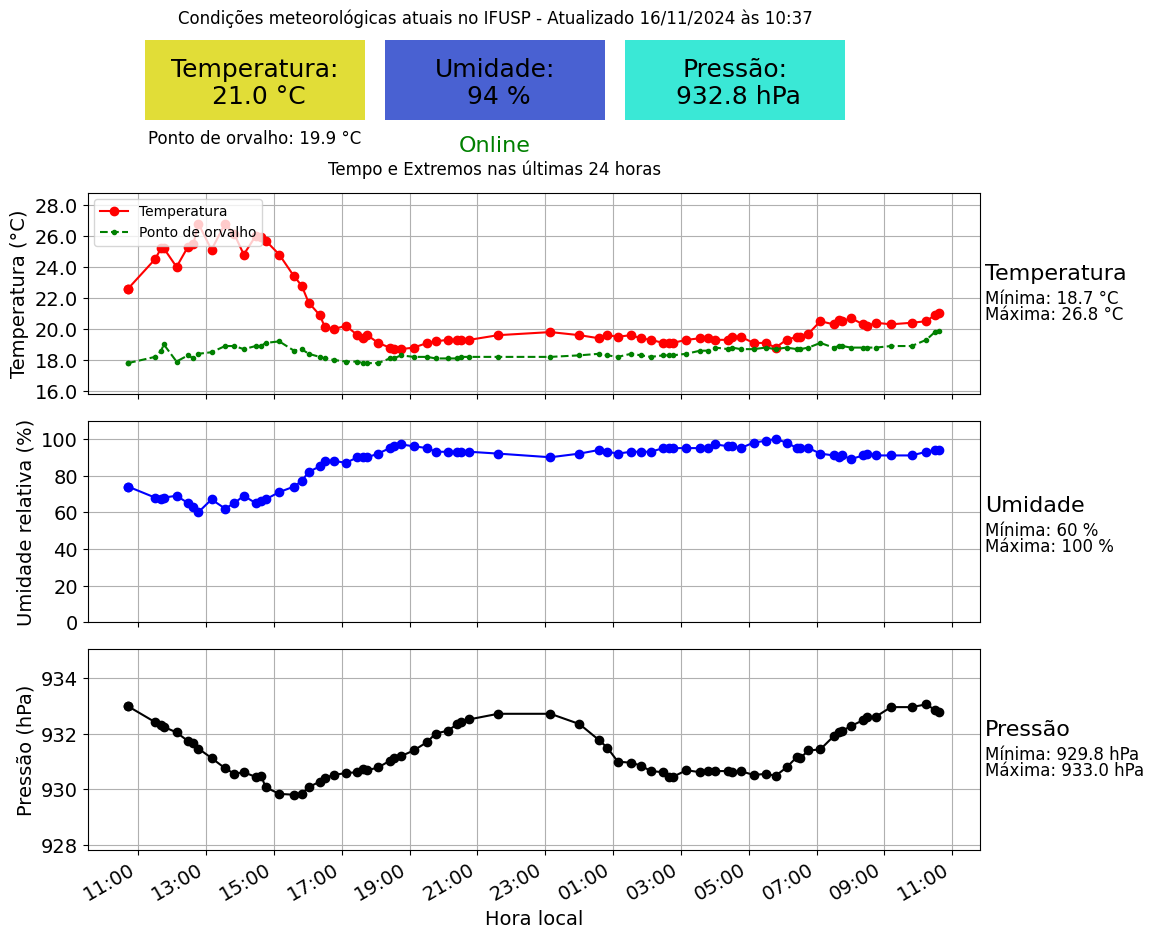 Condições meteorológicas atuais no IFUSP - Atualizado 16/11/2024 às 10:37
Temperatura:
21.0 °C
Umidade:
94 %
Pressão:
932.8 hPa
Ponto de orvalho: 19.9 °C
Online
Tempo e Extremos nas últimas 24 horas
Temperatura (°C)
28.0
26.0
24.0
22.0
20.0
18.0
16.0
Temperatura
Ponto de orvalho
Temperatura
Mínima: 18.7 °C
Máxima: 26.8 °C
Umidade relativa (%)
100
80
60
40
20
0
Umidade
Mínima: 60 %
Máxima: 100 %
Pressão (hPa)
934
932
930
928
Pressão
Mínima: 929.8 hPa
Máxima: 933.0 hPa
11:00 13:00 15:00 17:00 19:00 21:00 23:00 01:00 03:00 05:00 07:00 09:00 11:00
Hora local